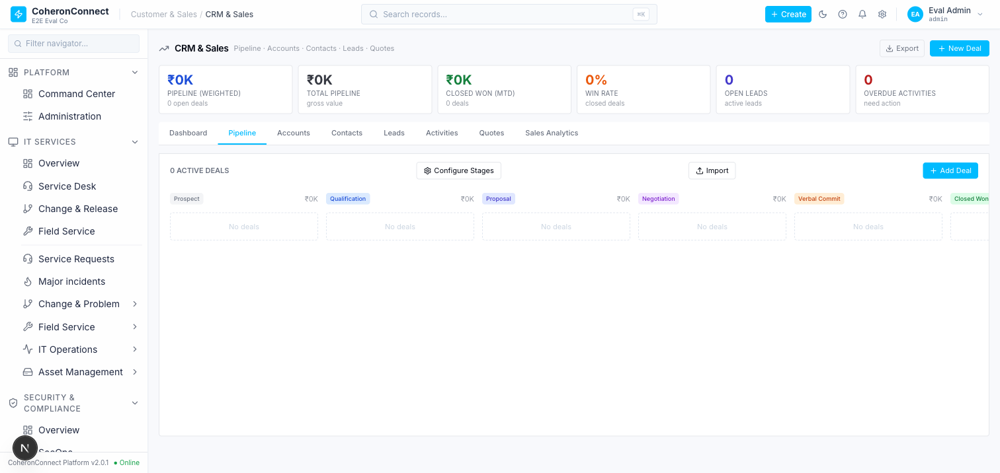 CoheronConnect
E2E Eval Co
Customer & Sales / CRM & Sales
Search records...
⌘K
+ Create
EA
Eval Admin
admin
Filter navigator...
PLATFORM
Command Center
Administration
IT SERVICES
Overview
Service Desk
Change & Release
Field Service
Service Requests
Major incidents
Change & Problem
Field Service
IT Operations
Asset Management
SECURITY &
COMPLIANCE
Overview
SecOps
N
CoheronConnect Platform v2.0.1
● Online
CRM & Sales
Pipeline · Accounts · Contacts · Leads · Quotes
Export
+ New Deal
₹0K
PIPELINE (WEIGHTED)
0 open deals
₹0K
TOTAL PIPELINE
gross value
₹0K
CLOSED WON (MTD)
0 deals
0%
WIN RATE
closed deals
0
OPEN LEADS
active leads
0
OVERDUE ACTIVITIES
need action
Dashboard
Pipeline
Accounts
Contacts
Leads
Activities
Quotes
Sales Analytics
0 ACTIVE DEALS
Configure Stages
Import
+ Add Deal
Prospect
₹0K
Qualification
₹0K
Proposal
₹0K
Negotiation
₹0K
Verbal Commit
₹0K
Closed Won
No deals
No deals
No deals
No deals
No deals